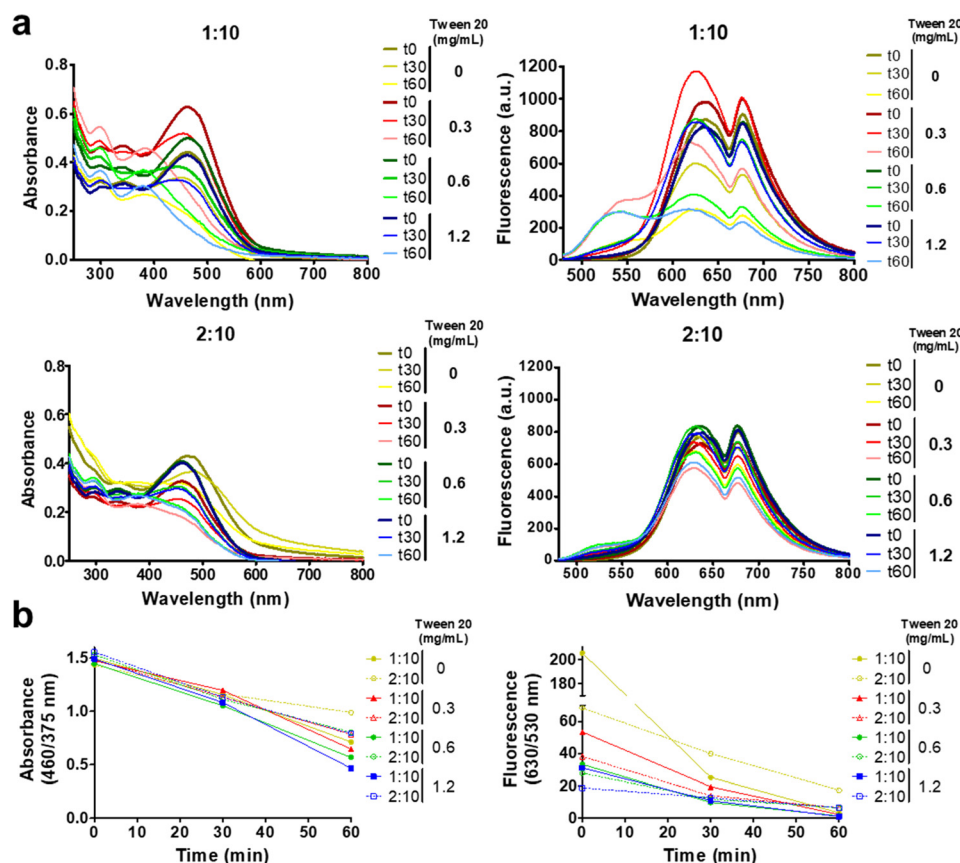 a
1:10
Absorbance
0.8
0.6
0.4
0.2
0.0
300 400 500 600 700 800
Wavelength (nm)
Tween 20
(mg/mL)
t0
t30
t60
0
t0
t30
t60
0.3
t0
t30
t60
0.6
t0
t30
t60
1.2
1:10
Fluorescence (a.u.)
1200
1000
800
600
400
200
0
500 550 600 650 700 750 800
Wavelength (nm)
Tween 20
(mg/mL)
t0
t30
t60
0
t0
t30
t60
0.3
t0
t30
t60
0.6
t0
t30
t60
1.2
2:10
Absorbance
0.8
0.6
0.4
0.2
0.0
300 400 500 600 700 800
Wavelength (nm)
Tween 20
(mg/mL)
t0
t30
t60
0
t0
t30
t60
0.3
t0
t30
t60
0.6
t0
t30
t60
1.2
2:10
Fluorescence (a.u.)
1200
1000
800
600
400
200
0
500 550 600 650 700 750 800
Wavelength (nm)
Tween 20
(mg/mL)
t0
t30
t60
0
t0
t30
t60
0.3
t0
t30
t60
0.6
t0
t30
t60
1.2
b
Absorbance
(460/375 nm)
1.5
1.0
0.5
0.0
0 10 20 30 40 50 60
Time (min)
Tween 20
(mg/mL)
1:10
2:10
0
1:10
2:10
0.3
1:10
2:10
0.6
1:10
2:10
1.2
Fluorescence
(630/530 nm)
200
180
60
40
20
0
0 10 20 30 40 50 60
Time (min)
Tween 20
(mg/mL)
1:10
2:10
0
1:10
2:10
0.3
1:10
2:10
0.6
1:10
2:10
1.2